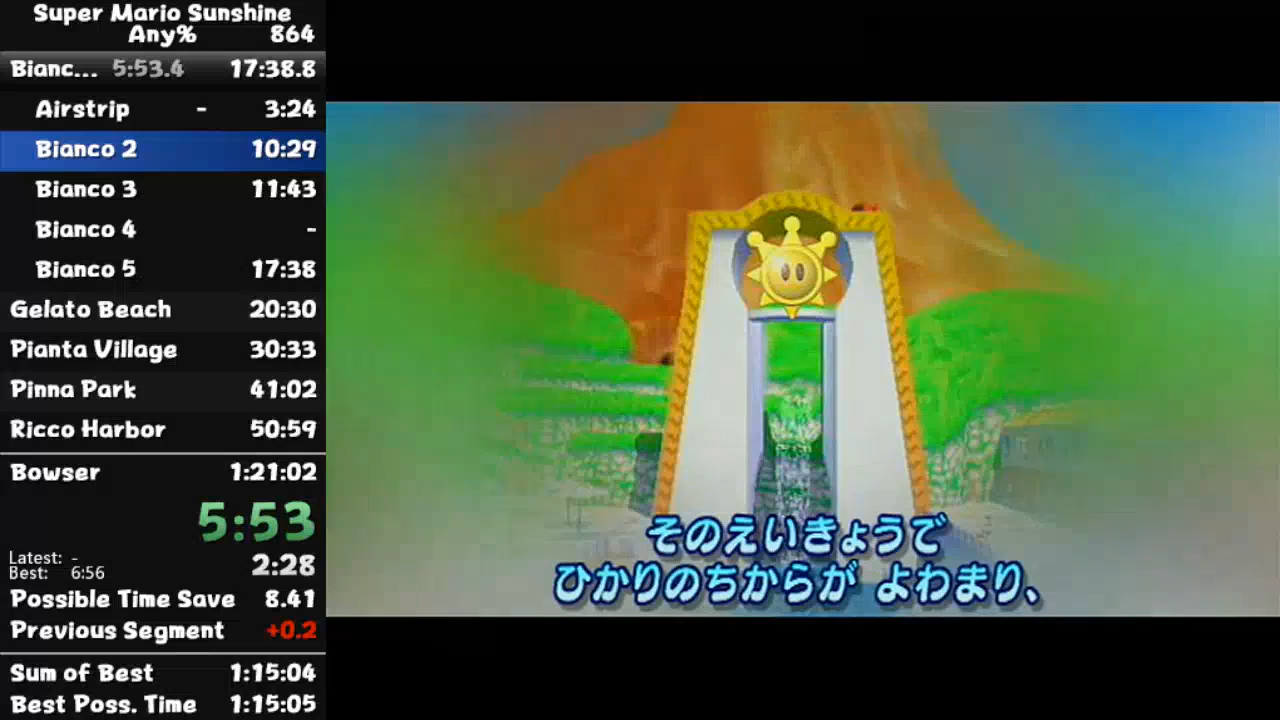 Super Mario Sunshine
Any% 864
Bianc... 5:53.4 17:38.8
Airstrip - 3:24
Bianco 2 10:29
Bianco 3 11:43
Bianco 4 -
Bianco 5 17:38
Gelato Beach 20:30
Pianta Village 30:33
Pinna Park 41:02
Ricco Harbor 50:59
Bowser 1:21:02
5:53
Latest: -
Best: 6:56 2:28
Possible Time Save 8.41
Previous Segment +0.2
Sum of Best 1:15:04
Best Poss. Time 1:15:05
そのえいきょうで
ひかりのちからが よわまり、